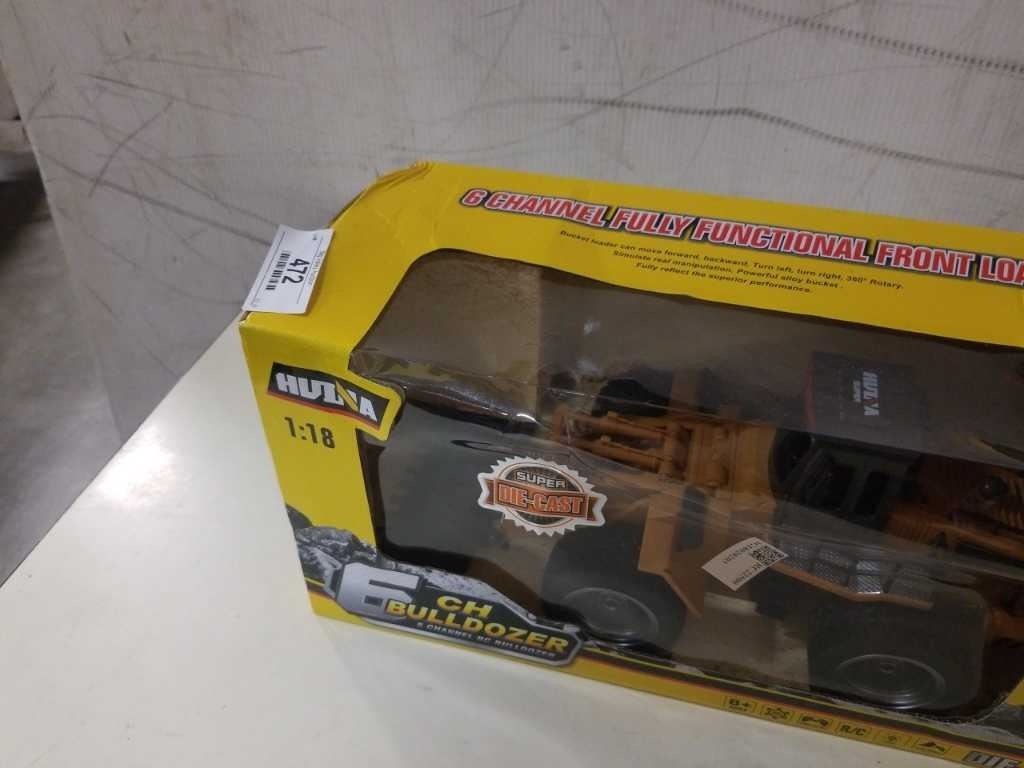 6 CHANNEL FULLY FUNCTIONAL FRONT LOA
Bucket loader can move forward, backward, Turn left, turn right, 360° Rotary.
Simulate real manipulation. Powerful alloy bucket.
Fully reflect the superior performance.
472
HUINA
1:18
HUINA
SUPER
DIE-CAST
6 CH
BULLDOZER
6 CHANNEL RC BULLDOZER
8+
R/C
DIE